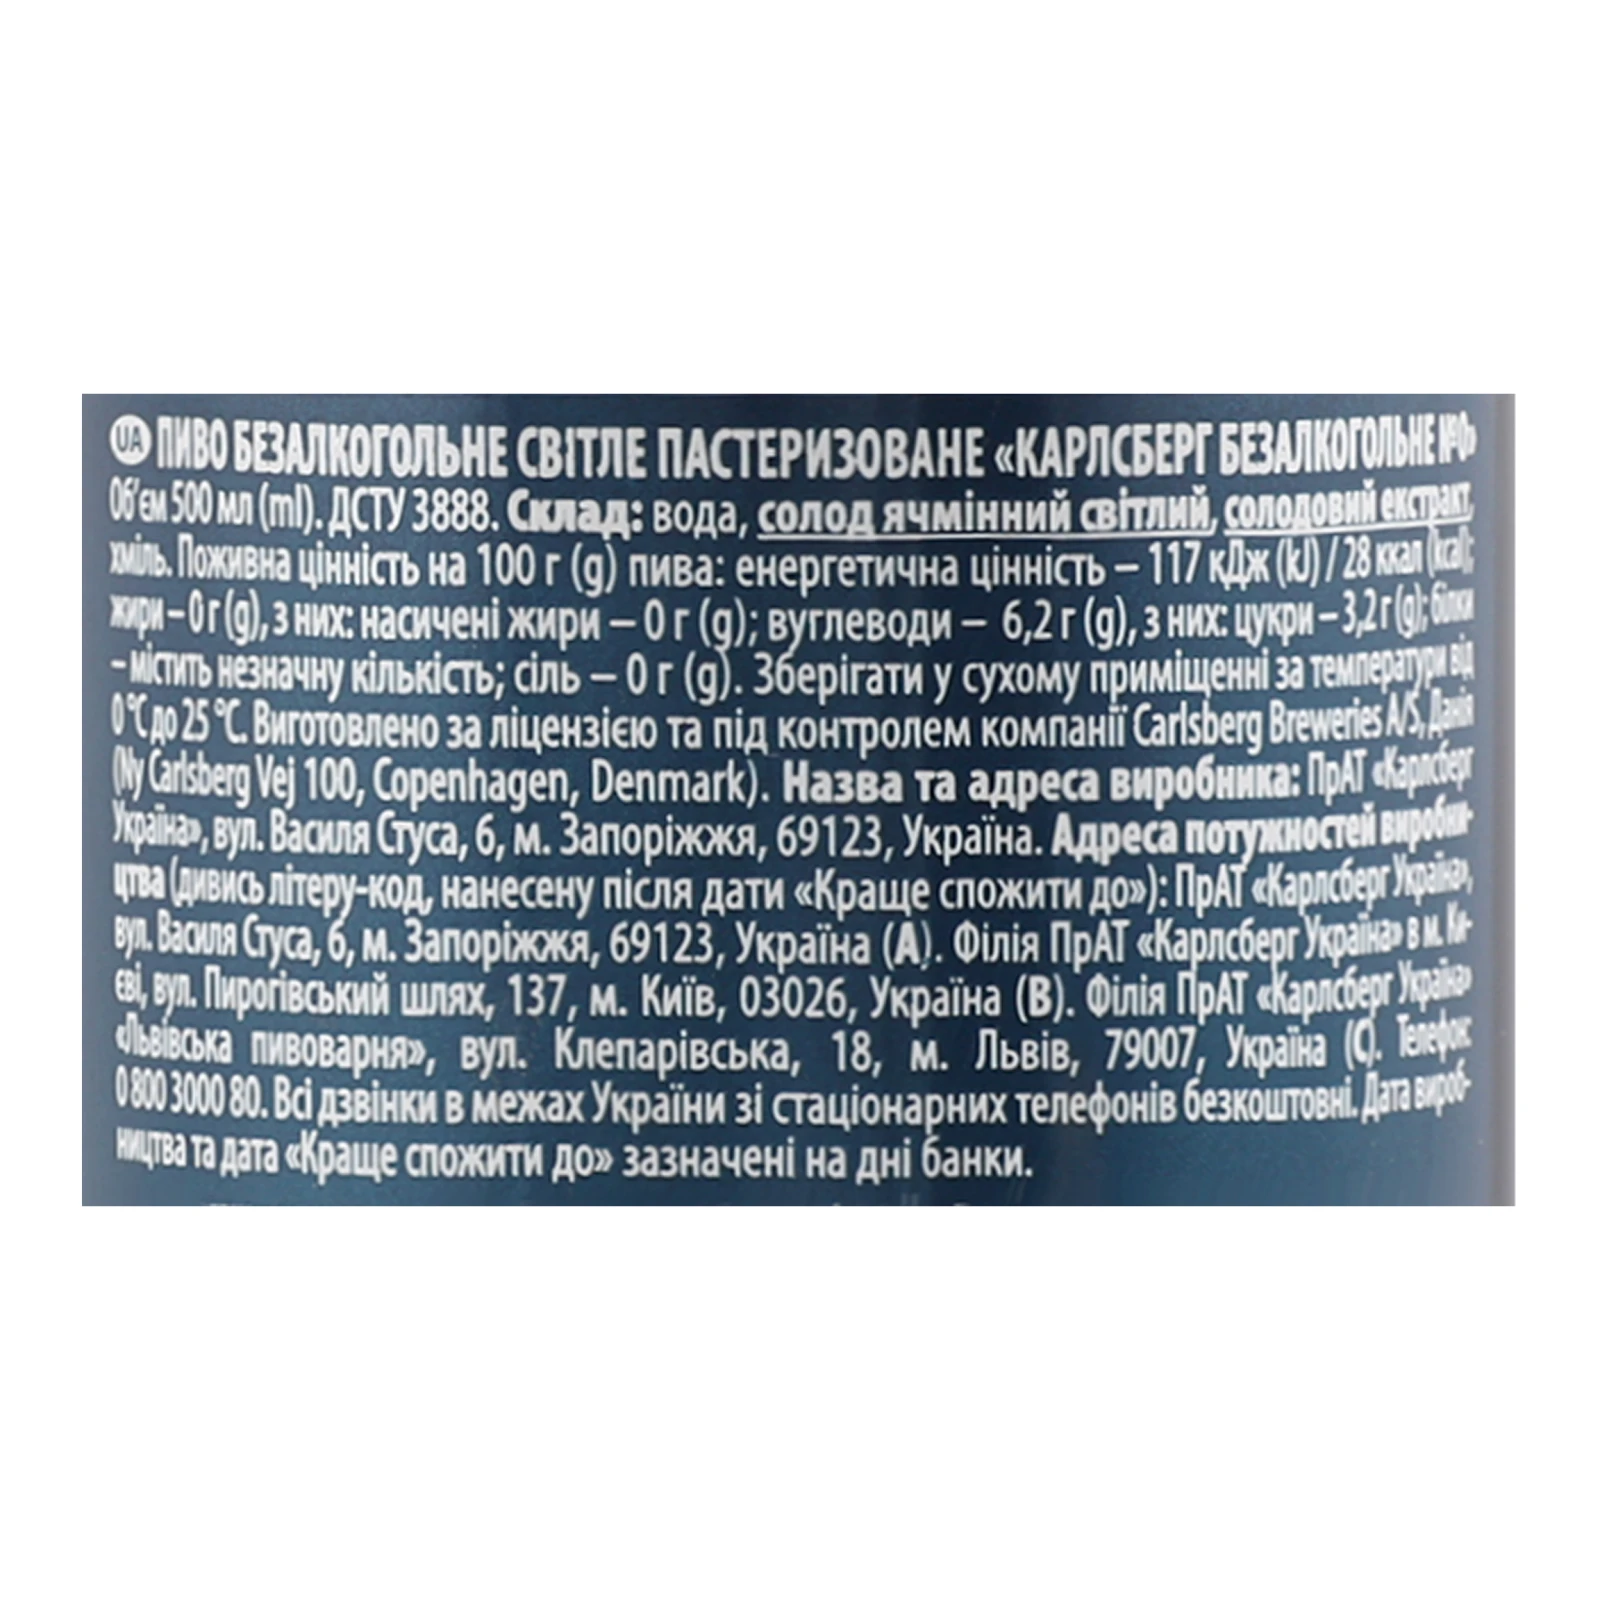 UA ПИВО БЕЗАЛКОГОЛЬНЕ СВІТЛЕ ПАСТЕРИЗОВАНЕ «КАРЛСБЕРГ БЕЗАЛКОГОЛЬНЕ №0»
Об'єм 500 мл (ml). ДСТУ 3888. Склад: вода, солод ячмінний світлий, солодовий екстракт,
хміль. Поживна цінність на 100 г (g) пива: енергетична цінність – 117 кДж (kJ) / 28 ккал (kcal);
жири – 0 г (g), з них: насичені жири – 0 г (g); вуглеводи – 6,2 г (g), з них: цукри – 3,2 г (g); білки
– містить незначну кількість; сіль – 0 г (g). Зберігати у сухому приміщенні за температури від
0 °С до 25 °С. Виготовлено за ліцензією та під контролем компанії Carlsberg Breweries A/S, Данія
(Ny Carlsberg Vej 100, Copenhagen, Denmark). Назва та адреса виробника: ПрАТ «Карлсберг
Україна», вул. Василя Стуса, 6, м. Запоріжжя, 69123, Україна. Адреса потужностей виробни-
цтва (дивись літеру-код, нанесену після дати «Краще спожити до»): ПрАТ «Карлсберг Україна»,
вул. Василя Стуса, 6, м. Запоріжжя, 69123, Україна (А). Філія ПрАТ «Карлсберг Україна» в м. Ки-
єві, вул. Пирогівський шлях, 137, м. Київ, 03026, Україна (В). Філія ПрАТ «Карлсберг Україна»
«Львівська пивоварня», вул. Клепарівська, 18, м. Львів, 79007, Україна (С). Телефон:
0 800 3000 80. Всі дзвінки в межах України зі стаціонарних телефонів безкоштовні. Дата вироб-
ництва та дата «Краще спожити до» зазначені на дні банки.